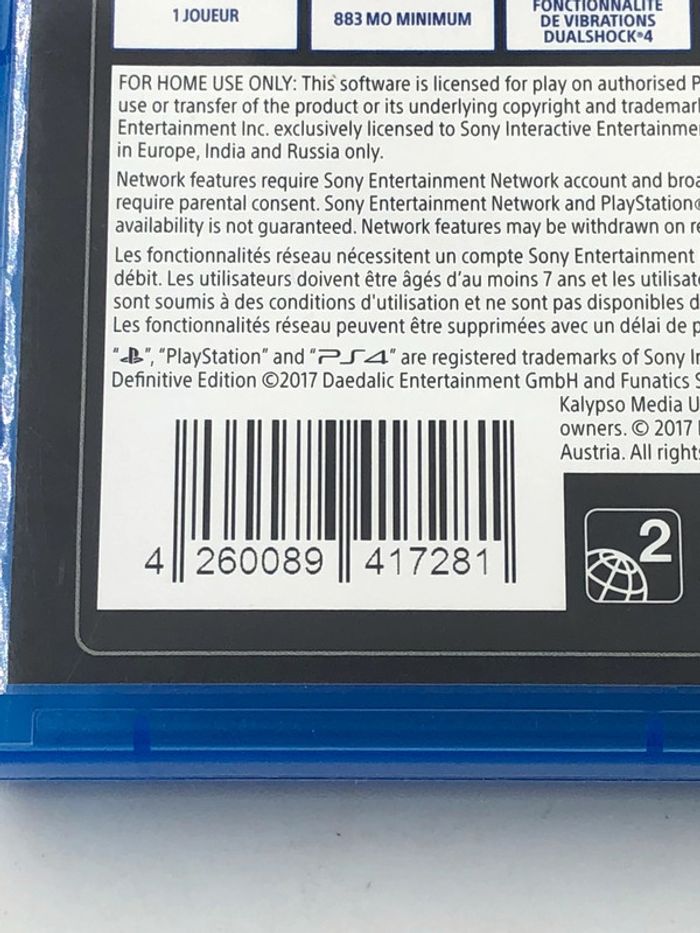 1 JOUEUR
883 MO MINIMUM
FONCTIONNALITÉ
DE VIBRATIONS
DUALSHOCK®4
FOR HOME USE ONLY: This software is licensed for play on authorised P
use or transfer of the product or its underlying copyright and trademar
Entertainment Inc. exclusively licensed to Sony Interactive Entertainme
in Europe, India and Russia only.
Network features require Sony Entertainment Network account and broa
require parental consent. Sony Entertainment Network and PlayStation®
availability is not guaranteed. Network features may be withdrawn on re
Les fonctionnalités réseau nécessitent un compte Sony Entertainment
débit. Les utilisateurs doivent être âgés d'au moins 7 ans et les utilisat
sont soumis à des conditions d'utilisation et ne sont pas disponibles d
Les fonctionnalités réseau peuvent être supprimées avec un délai de p
" ", "PlayStation" and "PS4" are registered trademarks of Sony In
Definitive Edition ©2017 Daedalic Entertainment GmbH and Funatics S
Kalypso Media U
owners. © 2017
Austria. All rights
4 260089 417281
2